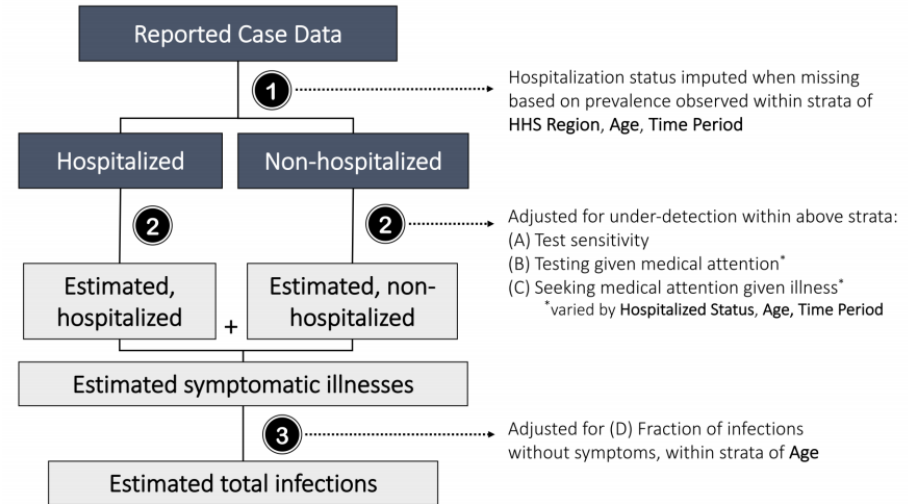 Reported Case Data
1
Hospitalization status imputed when missing
based on prevalence observed within strata of
HHS Region, Age, Time Period
Hospitalized
Non-hospitalized
2
2
Adjusted for under-detection within above strata:
(A) Test sensitivity
(B) Testing given medical attention*
(C) Seeking medical attention given illness*
*varied by Hospitalized Status, Age, Time Period
Estimated,
hospitalized
+
Estimated, non-
hospitalized
Estimated symptomatic illnesses
3
Adjusted for (D) Fraction of infections
without symptoms, within strata of Age
Estimated total infections